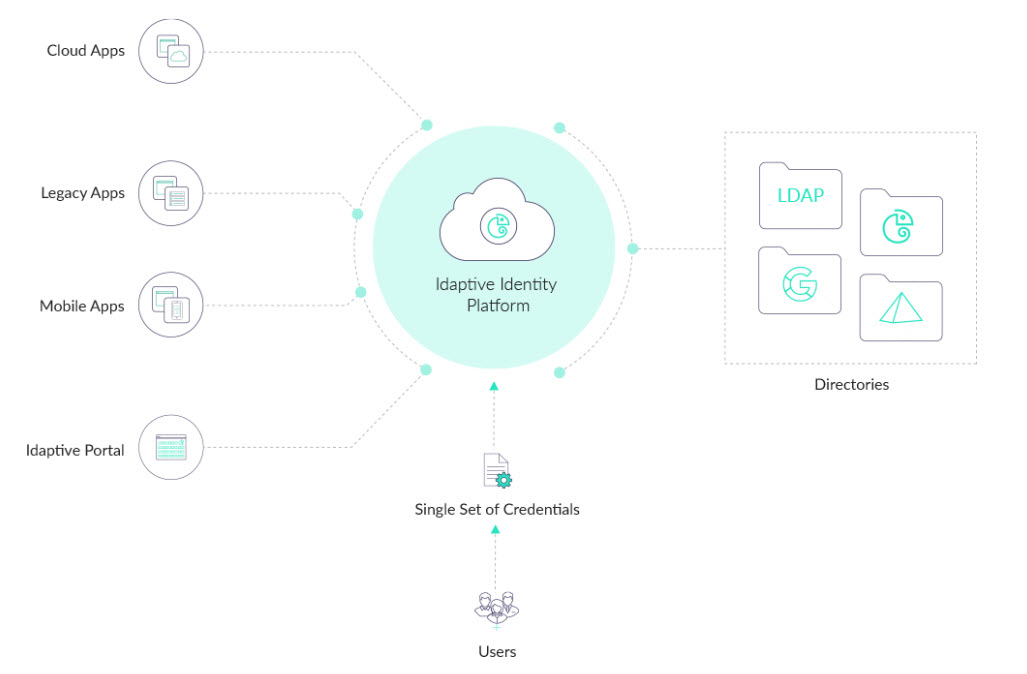 Cloud Apps
Legacy Apps
Mobile Apps
Idaptive Portal
Idaptive Identity
Platform
Single Set of Credentials
Users
LDAP
G
Directories